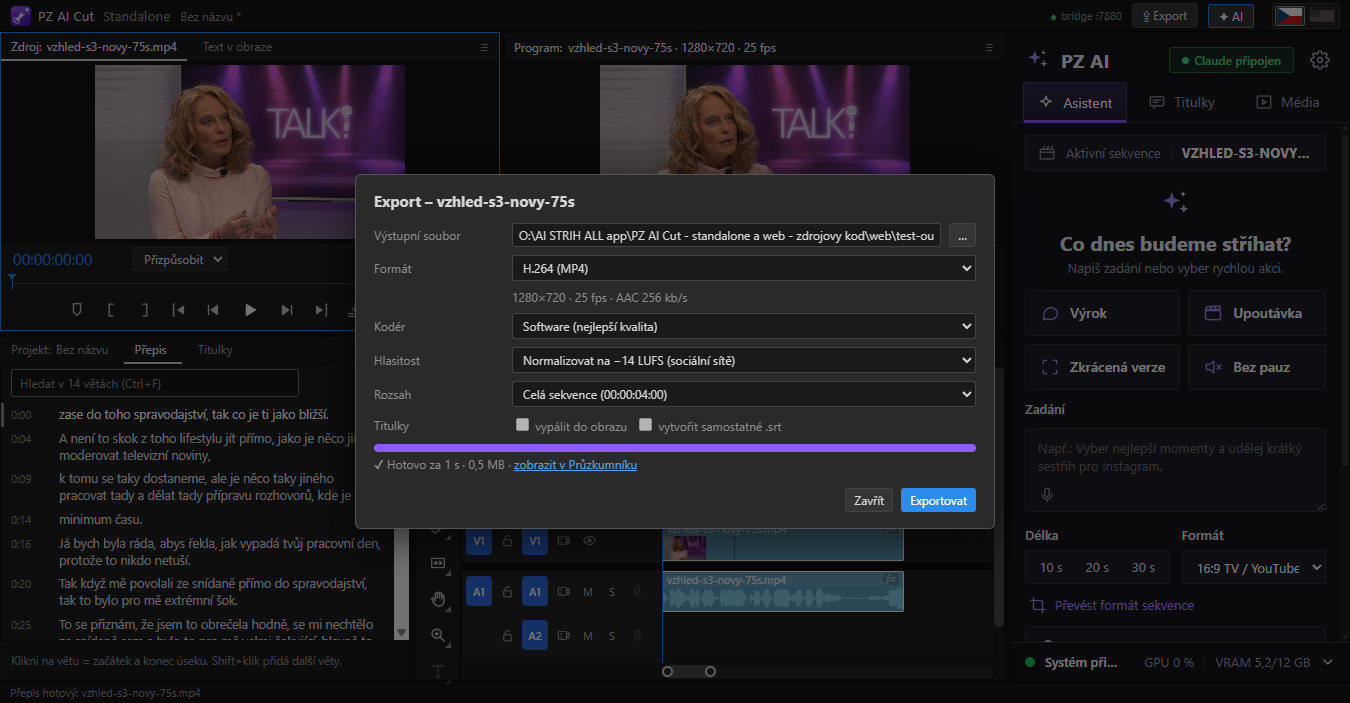 PZ AI Cut Standalone Bez názvu *
bridge :7880
Export
AI
Zdroj: vzhled-s3-novy-75s.mp4
Text v obraze
Program: vzhled-s3-novy-75s · 1280×720 · 25 fps
TALK!
TALK!
00:00:00:00
Přizpůsobit
Projekt: Bez názvu
Přepis
Titulky
Hledat v 14 větách (Ctrl+F)
0:00 zase do toho spravodajství, tak co je ti jako bližší.
0:04 A není to skok z toho lifestylu jít přímo, jako je něco
moderovat televizní noviny,
0:09 k tomu se taky dostaneme, ale je něco taky jiného
pracovat tady a dělat tady přípravu rozhovorů, kde je
0:14 minimum času.
0:16 Já bych byla ráda, abys řekla, jak vypadá tvůj pracovní den,
protože to nikdo netuší.
0:20 Tak když mě povolali ze snídaně přímo do spravodajství,
tak to bylo pro mě extrémní šok.
0:25 To se přiznám, že jsem to obrečela hodně, se mi nechtělo
Klikni na větu = začátek a konec úseku. Shift+klik přidá další věty.
Přepis hotový: vzhled-s3-novy-75s.mp4
Export – vzhled-s3-novy-75s
Výstupní soubor
O:\AI STRIH ALL app\PZ AI Cut - standalone a web - zdrojovy kod\web\test-ou
...
Formát
H.264 (MP4)
1280×720 · 25 fps · AAC 256 kb/s
Kodér
Software (nejlepší kvalita)
Hlasitost
Normalizovat na −14 LUFS (sociální sítě)
Rozsah
Celá sekvence (00:00:04:00)
Titulky
vypálit do obrazu
vytvořit samostatné .srt
✓ Hotovo za 1 s · 0,5 MB · zobrazit v Průzkumníku
Zavřít
Exportovat
V1
V1
vzhled-s3-novy-75s.mp4
A1
A1
M
S
vzhled-s3-novy-75s.mp4
fx
A2
M
S
PZ AI
Claude připojen
Asistent
Titulky
Média
Aktivní sekvence
VZHLED-S3-NOVY...
Co dnes budeme stříhat?
Napiš zadání nebo vyber rychlou akci.
Výrok
Upoutávka
Zkrácená verze
Bez pauz
Zadání
Např.: Vyber nejlepší momenty a udělej krátký
sestřih pro Instagram.
Délka
Formát
10 s
20 s
30 s
16:9 TV / YouTube
Převést formát sekvence
Systém při...
GPU 0 %
VRAM 5,2/12 GB